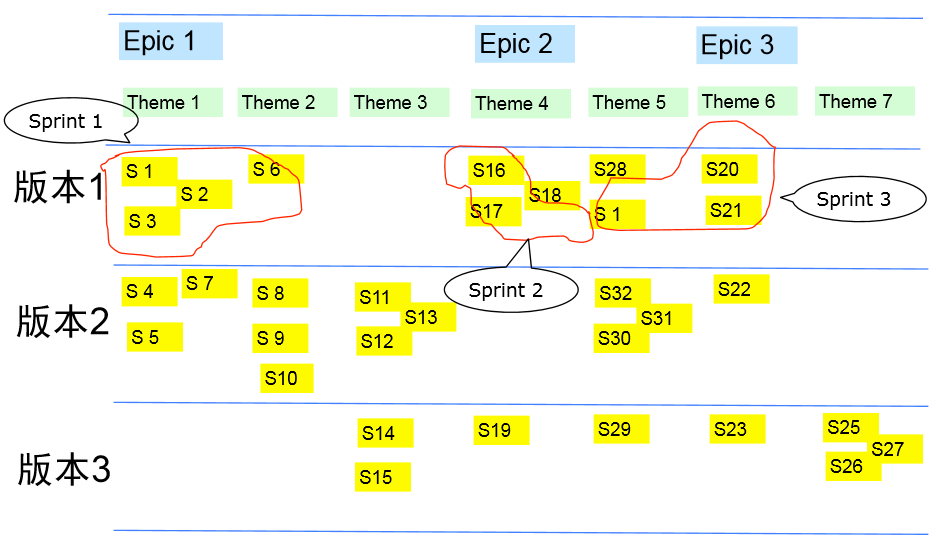 Epic 1
Epic 2
Epic 3
Theme 1
Theme 2
Theme 3
Theme 4
Theme 5
Theme 6
Theme 7
Sprint 1
版本1
S 1
S 2
S 3
S 6
S16
S17
S18
S28
S 1
S20
S21
Sprint 3
Sprint 2
版本2
S 4
S 7
S 5
S 8
S 9
S10
S11
S13
S12
S32
S31
S30
S22
版本3
S14
S15
S19
S29
S23
S25
S27
S26